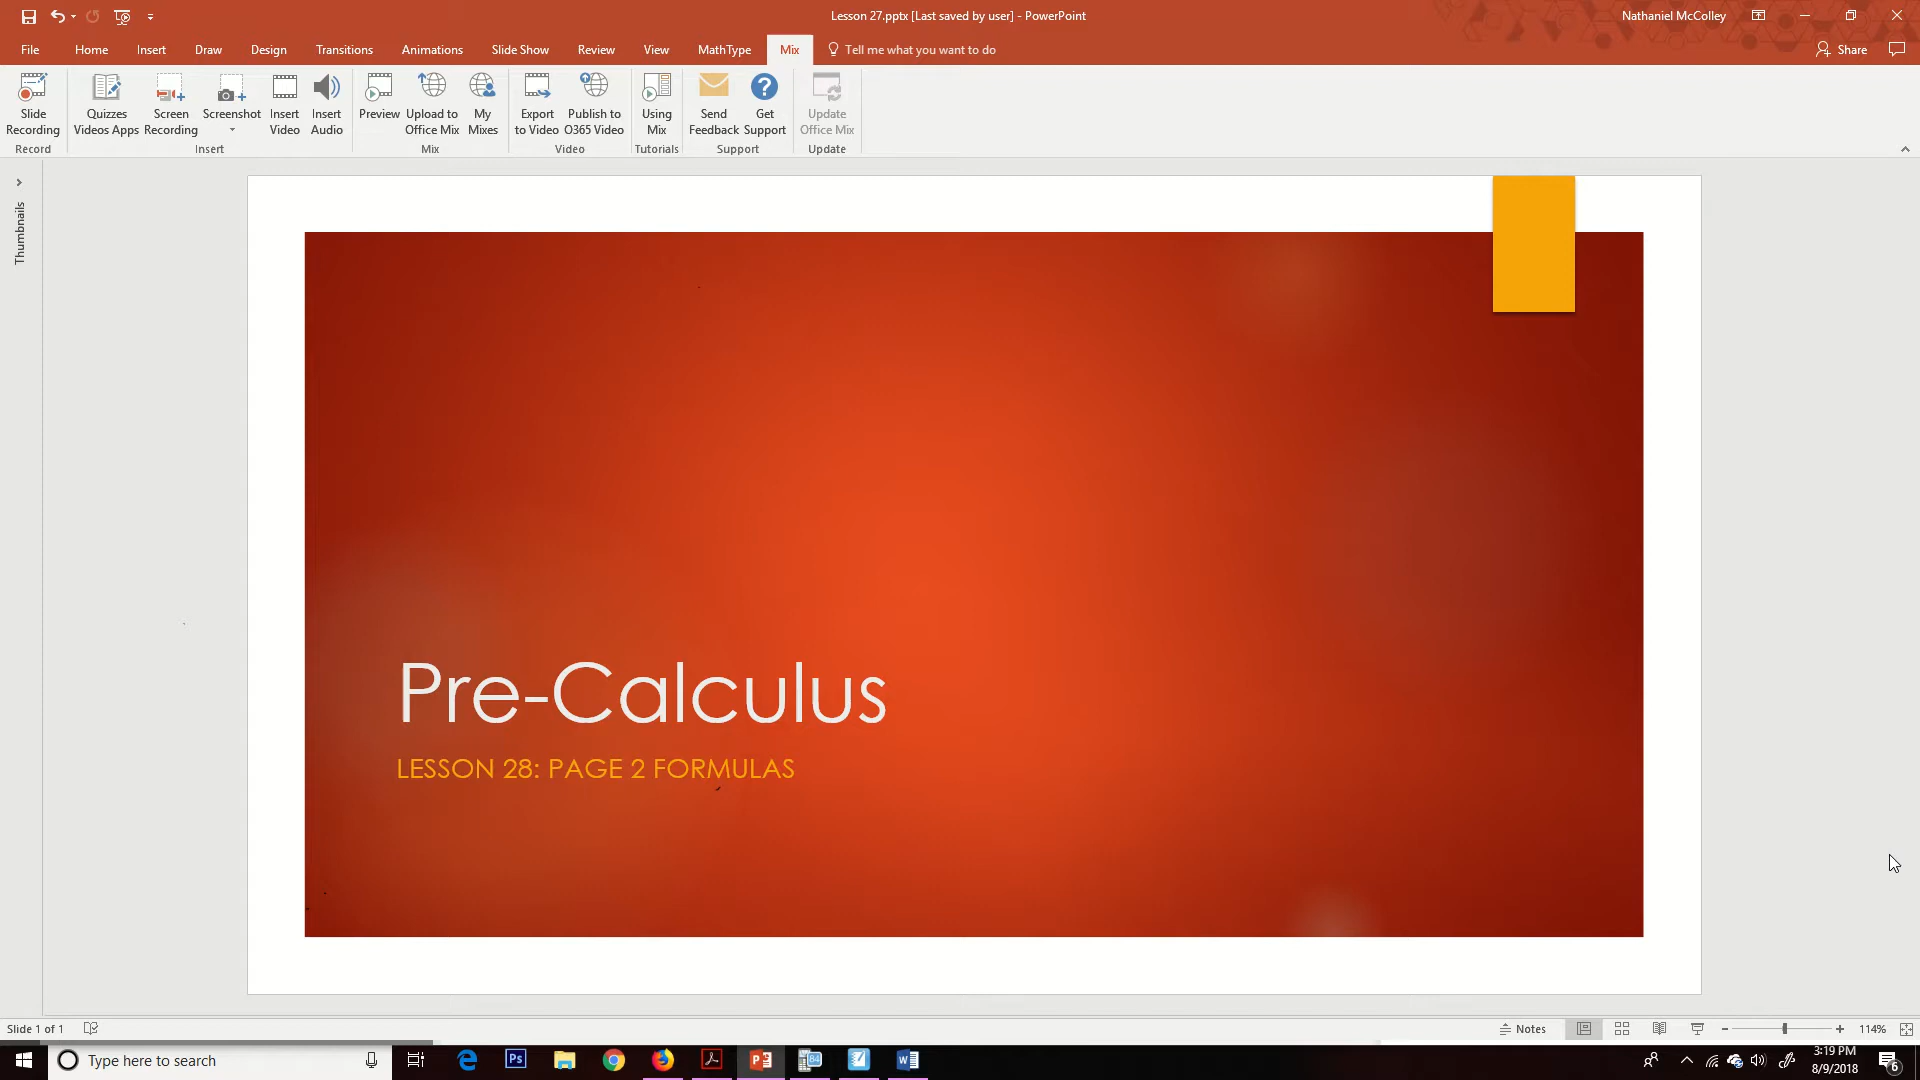 Lesson 27.pptx [Last saved by user] - PowerPoint
Nathaniel McColley
File Home Insert Draw Design Transitions Animations Slide Show Review View MathType Mix Tell me what you want to do
Share
Slide Recording
Quizzes Videos Apps
Screen Recording
Screenshot
Insert Video
Insert Audio
Preview
Upload to Office Mix
My Mixes
Export to Video
Publish to O365 Video
Using Mix
Send Feedback
Get Support
Update Office Mix
Record Insert Mix Video Tutorials Support Update
Thumbnails
Pre-Calculus
LESSON 28: PAGE 2 FORMULAS
Slide 1 of 1
Notes
114%
Type here to search
Ps
84
3:19 PM
8/9/2018
6